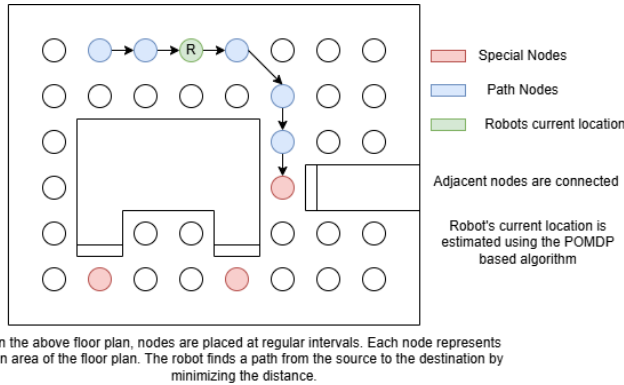 R
Special Nodes
Path Nodes
Robots current location
Adjacent nodes are connected
Robot's current location is
estimated using the POMDP
based algorithm
n the above floor plan, nodes are placed at regular intervals. Each node represents
n area of the floor plan. The robot finds a path from the source to the destination by
minimizing the distance.